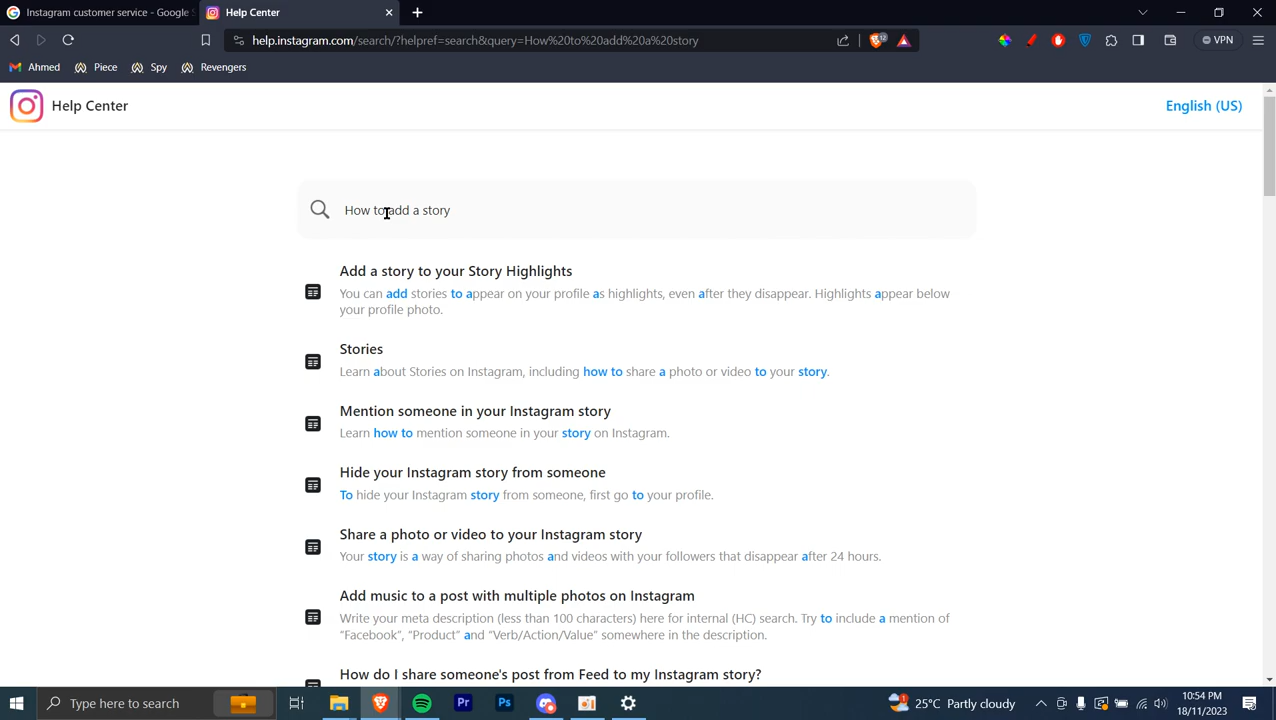 Instagram customer service - Google S
Help Center
help.instagram.com/search/?helpref=search&query=How%20to%20add%20a%20story
12
VPN
Ahmed
Piece
Spy
Revengers
Help Center
English (US)
How to add a story
Add a story to your Story Highlights
You can add stories to appear on your profile as highlights, even after they disappear. Highlights appear below
your profile photo.
Stories
Learn about Stories on Instagram, including how to share a photo or video to your story.
Mention someone in your Instagram story
Learn how to mention someone in your story on Instagram.
Hide your Instagram story from someone
To hide your Instagram story from someone, first go to your profile.
Share a photo or video to your Instagram story
Your story is a way of sharing photos and videos with your followers that disappear after 24 hours.
Add music to a post with multiple photos on Instagram
Write your meta description (less than 100 characters) here for internal (HC) search. Try to include a mention of
“Facebook”, “Product” and “Verb/Action/Value” somewhere in the description.
How do I share someone's post from Feed to my Instagram story?
Type here to search
Pr
Ps
1
25°C Partly cloudy
10:54 PM
18/11/2023